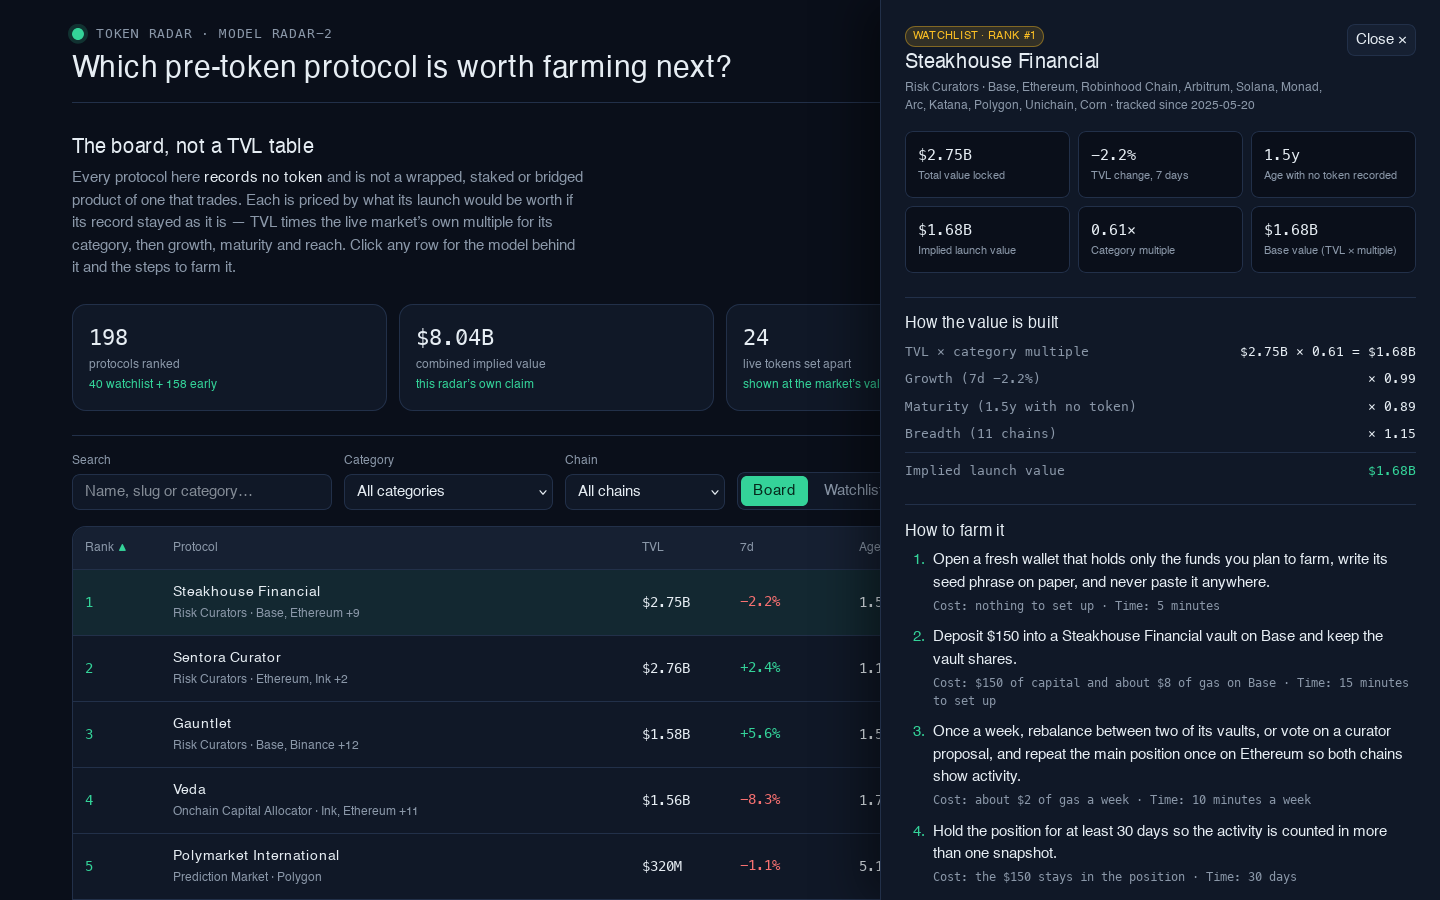 TOKEN RADAR · MODEL RADAR−2
Which pre-token protocol is worth farming next?
The board, not a TVL table
Every protocol here records no token and is not a wrapped, staked or bridged
product of one that trades. Each is priced by what its launch would be worth if
its record stayed as it is — TVL times the live market’s own multiple for its
category, then growth, maturity and reach. Click any row for the model behind
it and the steps to farm it.
198
protocols ranked
40 watchlist + 158 early
$8.04B
combined implied value
this radar’s own claim
24
live tokens set apart
shown at the market’s val
Search
Category
Chain
Name, slug or category…
All categories
All chains
Board
Watchlis
Rank ▲
Protocol
TVL
7d
Age
1
Steakhouse Financial
Risk Curators · Base, Ethereum +9
$2.75B
−2.2%
1.5
2
Sentora Curator
Risk Curators · Ethereum, Ink +2
$2.76B
+2.4%
1.1
3
Gauntlet
Risk Curators · Base, Binance +12
$1.58B
+5.6%
1.5
4
Veda
Onchain Capital Allocator · Ink, Ethereum +11
$1.56B
−8.3%
1.7
5
Polymarket International
Prediction Market · Polygon
$320M
−1.1%
5.1
WATCHLIST · RANK #1
Close ×
Steakhouse Financial
Risk Curators · Base, Ethereum, Robinhood Chain, Arbitrum, Solana, Monad,
Arc, Katana, Polygon, Unichain, Corn · tracked since 2025-05-20
$2.75B
Total value locked
−2.2%
TVL change, 7 days
1.5y
Age with no token recorded
$1.68B
Implied launch value
0.61×
Category multiple
$1.68B
Base value (TVL × multiple)
How the value is built
TVL × category multiple
$2.75B × 0.61 = $1.68B
Growth (7d −2.2%)
× 0.99
Maturity (1.5y with no token)
× 0.89
Breadth (11 chains)
× 1.15
Implied launch value
$1.68B
How to farm it
1. Open a fresh wallet that holds only the funds you plan to farm, write its
seed phrase on paper, and never paste it anywhere.
Cost: nothing to set up · Time: 5 minutes
2. Deposit $150 into a Steakhouse Financial vault on Base and keep the
vault shares.
Cost: $150 of capital and about $8 of gas on Base · Time: 15 minutes
to set up
3. Once a week, rebalance between two of its vaults, or vote on a curator
proposal, and repeat the main position once on Ethereum so both chains
show activity.
Cost: about $2 of gas a week · Time: 10 minutes a week
4. Hold the position for at least 30 days so the activity is counted in more
than one snapshot.
Cost: the $150 stays in the position · Time: 30 days